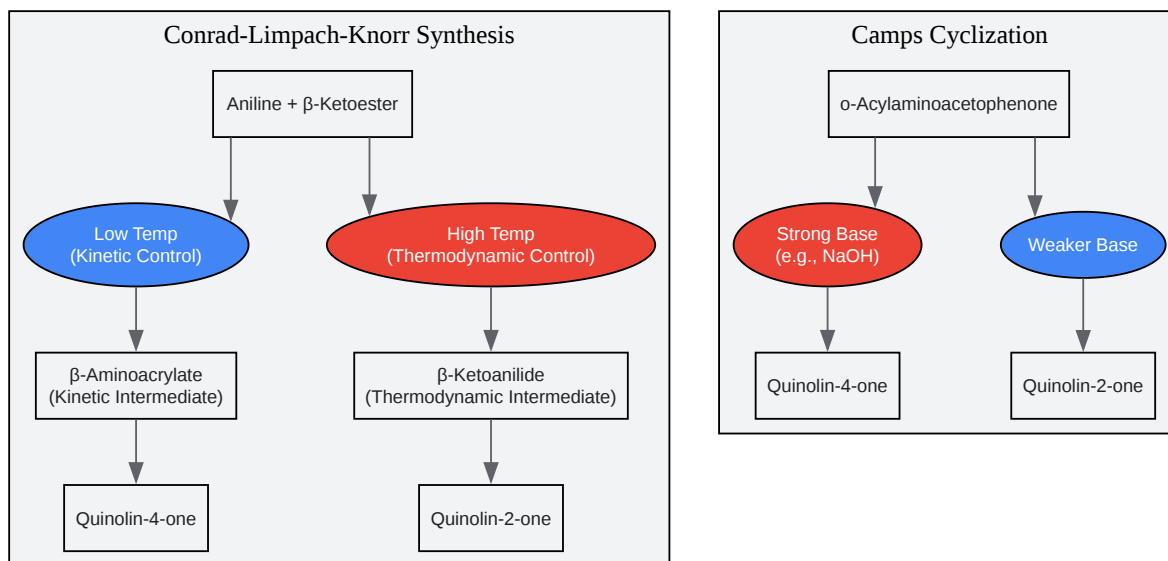 Conrad-Limpach-Knorr Synthesis
Aniline + β-Ketoester
Low Temp
(Kinetic Control)
High Temp
(Thermodynamic Control)
β-Aminoacrylate
(Kinetic Intermediate)
β-Ketoanilide
(Thermodynamic Intermediate)
Quinolin-4-one
Quinolin-2-one
Camps Cyclization
o-Acylaminoacetophenone
Strong Base
(e.g., NaOH)
Weaker Base
Quinolin-4-one
Quinolin-2-one